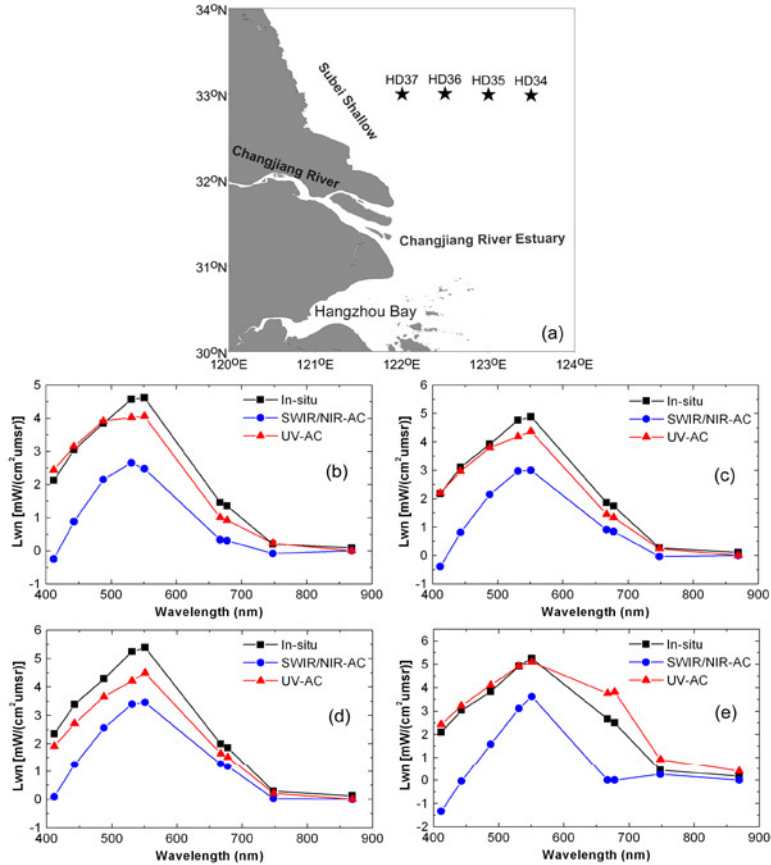 34°N
33°N
32°N
31°N
30°N
120°E 121°E 122°E 123°E 124°E
HD37 HD36 HD35 HD34
Subei Shallow
Changjiang River
Changjiang River Estuary
Hangzhou Bay
(a)
5
4
3
2
1
0
-1
Lwn [mW/(cm²umsr)]
In-situ
SWIR/NIR-AC
UV-AC
(b)
400 500 600 700 800 900
Wavelength (nm)
6
5
4
3
2
1
0
-1
Lwn [mW/(cm²umsr)]
In-situ
SWIR/NIR-AC
UV-AC
(c)
400 500 600 700 800 900
Wavelength (nm)
6
5
4
3
2
1
0
-1
Lwn [mW/(cm²umsr)]
In-situ
SWIR/NIR-AC
UV-AC
(d)
400 500 600 700 800 900
Wavelength (nm)
6
5
4
3
2
1
0
-1
-2
Lwn [mW/(cm²umsr)]
In-situ
SWIR/NIR-AC
UV-AC
(e)
400 500 600 700 800 900
Wavelength (nm)